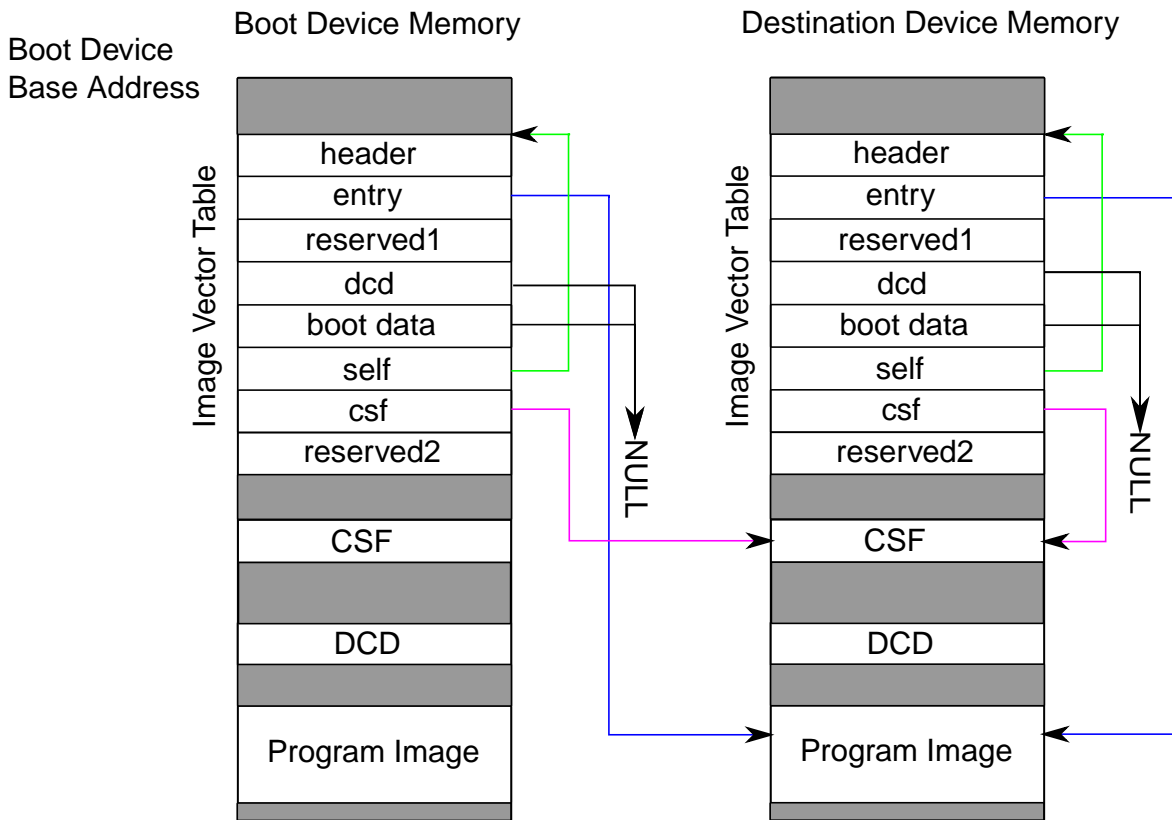 Boot Device Memory
Destination Device Memory
Boot Device
Base Address
Image Vector Table
header
entry
reserved1
dcd
boot data
self
csf
reserved2
NULL
CSF
DCD
Program Image
Image Vector Table
header
entry
reserved1
dcd
boot data
self
csf
reserved2
NULL
CSF
DCD
Program Image